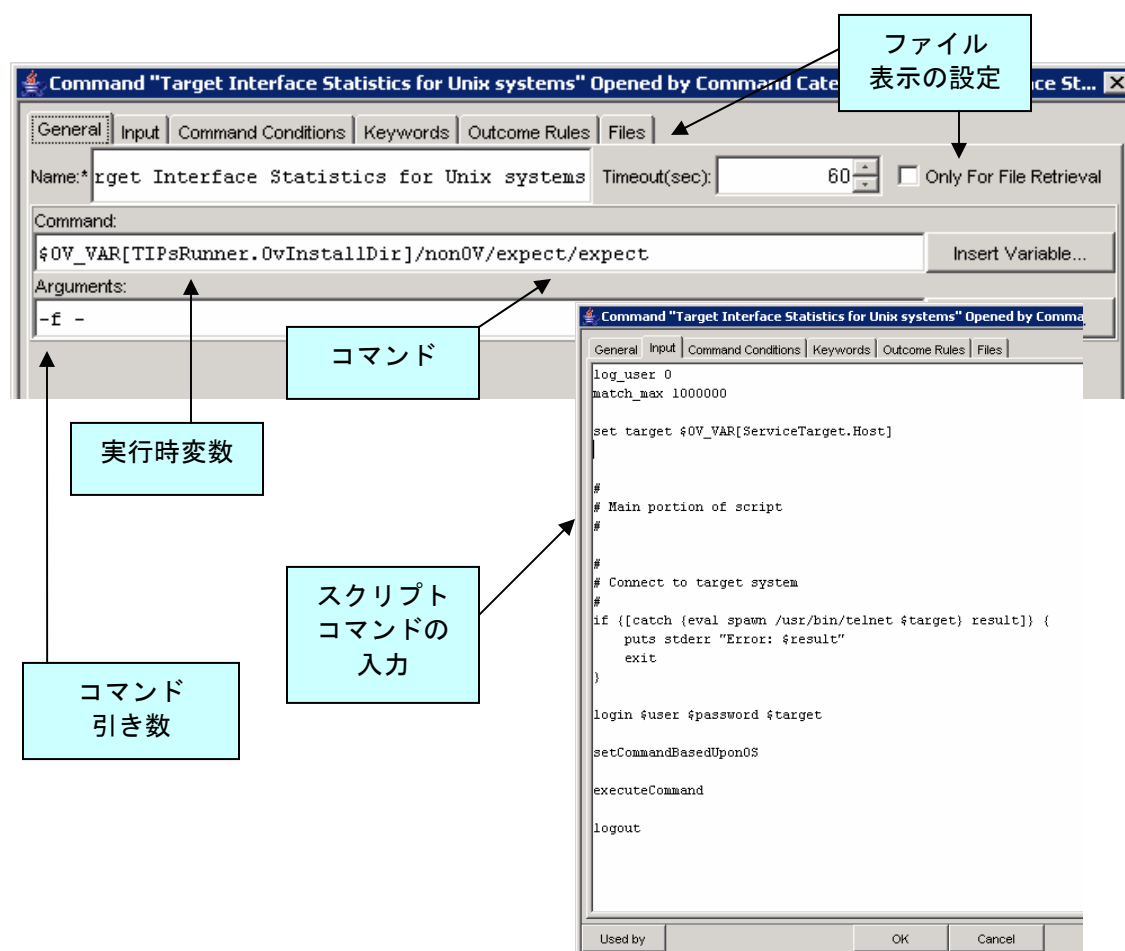 ファイル
表示の設定
Command "Target Interface Statistics for Unix systems" Opened by Command Cate
ce St...
General Input Command Conditions Keywords Outcome Rules Files
Name:* rget Interface Statistics for Unix systems Timeout(sec): 60 Only For File Retrieval
Command:
$OV_VAR[TIPsRunner.OvInstallDir]/nonOV/expect/expect Insert Variable...
Arguments:
-f -
コマンド
実行時変数
コマンド
引き数
スクリプト
コマンドの
入力
Command "Target Interface Statistics for Unix systems" Opened by Comma
General Input Command Conditions Keywords Outcome Rules Files
log_user 0
match_max 1000000
set target $OV_VAR[ServiceTarget.Host]
#
# Main portion of script
#
#
# Connect to target system
#
if {[catch {eval spawn /usr/bin/telnet $target} result]} {
puts stderr "Error: $result"
exit
}
login $user $password $target
setCommandBasedUponOS
executeCommand
logout
Used by OK Cancel